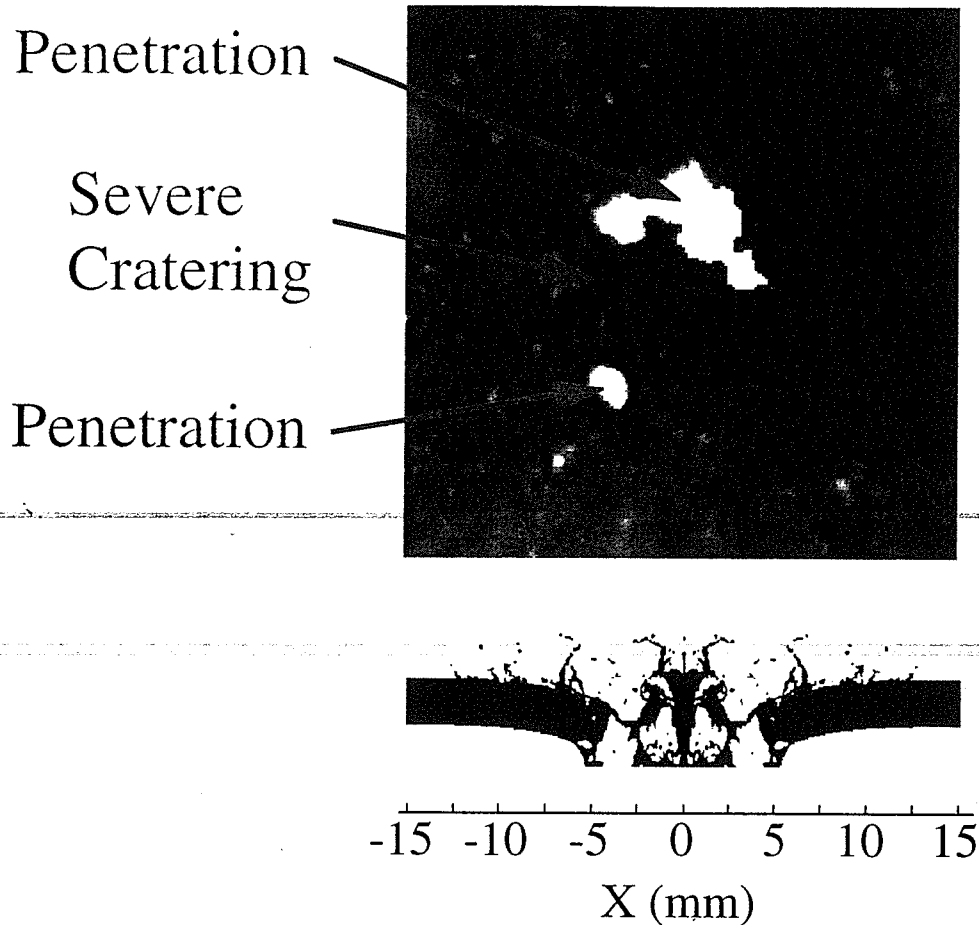 Penetration
Severe
Cratering
Penetration
-15 -10 -5 0 5 10 15
X (mm)